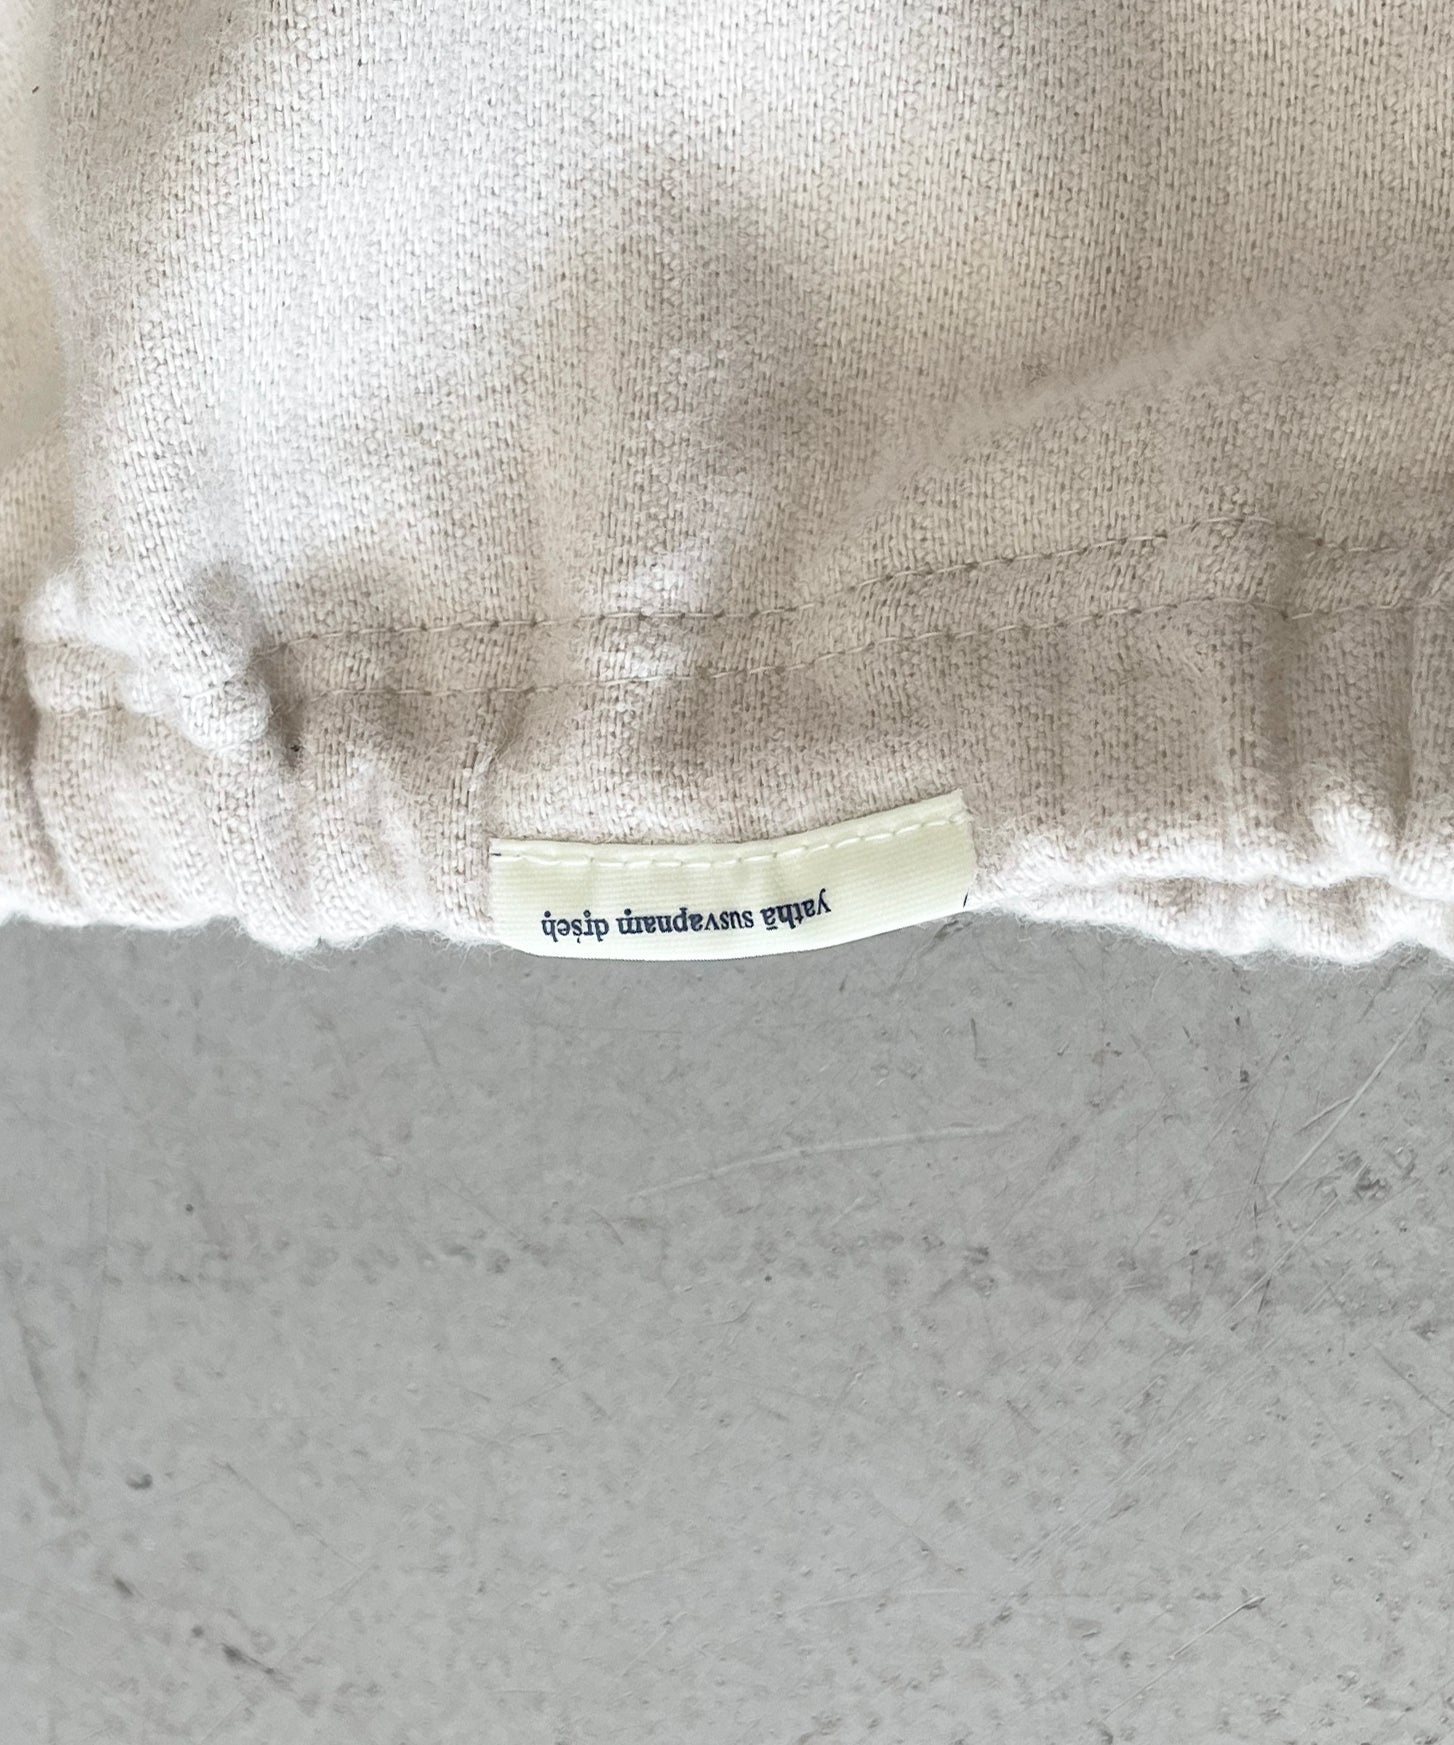 yathā susvapnaṃ dṛśeḥ